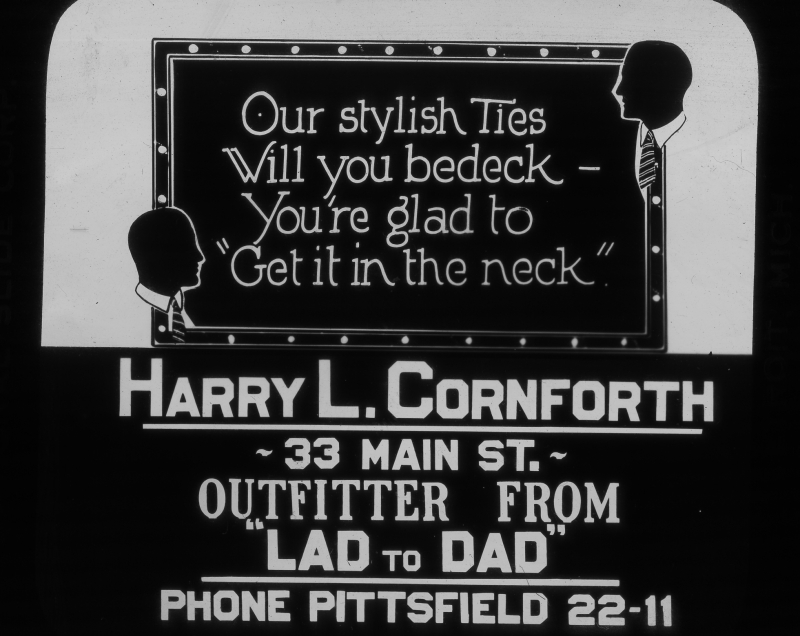 Our stylish Ties
Will you bedeck –
You're glad to
"Get it in the neck".
HARRY L. CORNFORTH
~ 33 MAIN ST. ~
OUTFITTER FROM
"LAD TO DAD"
PHONE PITTSFIELD 22-11